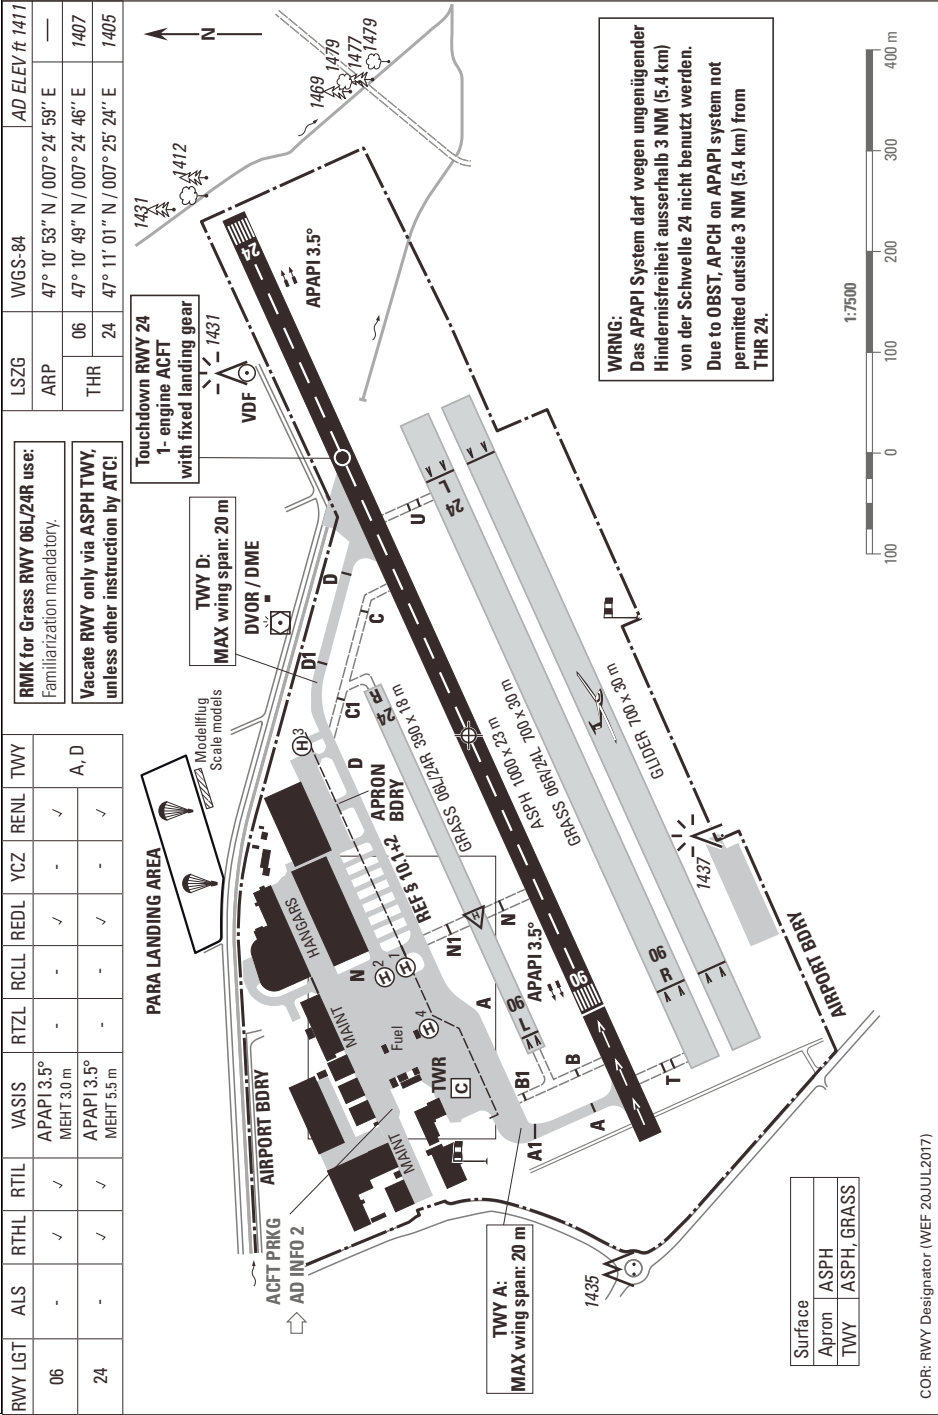 RWY LGT ALS RTHL RTIL VASIS RTZL RCLL REDL YCZ RENL TWY
06 - ✓ ✓ APAPI 3.5° MEHT 3.0 m - - ✓ - ✓ A, D
24 - ✓ ✓ APAPI 3.5° MEHT 5.5 m - - ✓ - ✓
RMK for Grass RWY 06L/24R use:
Familiarization mandatory.
Vacate RWY only via ASPH TWY,
unless other instruction by ATC!
LSZG WGS-84 AD ELEV ft 1411
ARP 47° 10' 53'' N / 007° 24' 59'' E —
THR 06 47° 10' 49'' N / 007° 24' 46'' E 1407
24 47° 11' 01'' N / 007° 25' 24'' E 1405
N
PARA LANDING AREA
Modellflug
Scale models
TWY D:
MAX wing span: 20 m
DVOR / DME
Touchdown RWY 24
1- engine ACFT
with fixed landing gear
1431
VDF
1431
1412
1469
1479
1477
1479
AIRPORT BDRY
ACFT PRKG
AD INFO 2
MAINT
MAINT
HANGARS
Fuel
TWR
C
H 4
H 2
H 1
H 3
N
REF § 10.1+2
APRON
BDRY
D
D1
D
C1
C
U
24
APAPI 3.5°
24
R
GRASS 06L/24R 390 x 18 m
ASPH 1000 x 23 m
GRASS 06R/24L 700 x 30 m
GLIDER 700 x 30 m
24
L
A1
A
B1
B
T
A
N1
N
H
06
L
APAPI 3.5°
06
06
R
1437
AIRPORT BDRY
1435
TWY A:
MAX wing span: 20 m
WRNG:
Das APAPI System darf wegen ungenügender
Hindernisfreiheit ausserhalb 3 NM (5.4 km)
von der Schwelle 24 nicht benutzt werden.
Due to OBST, APCH on APAPI system not
permitted outside 3 NM (5.4 km) from
THR 24.
Surface
Apron ASPH
TWY ASPH, GRASS
1:7500
100 0 100 200 300 400 m
COR: RWY Designator (WEF 20JUL2017)